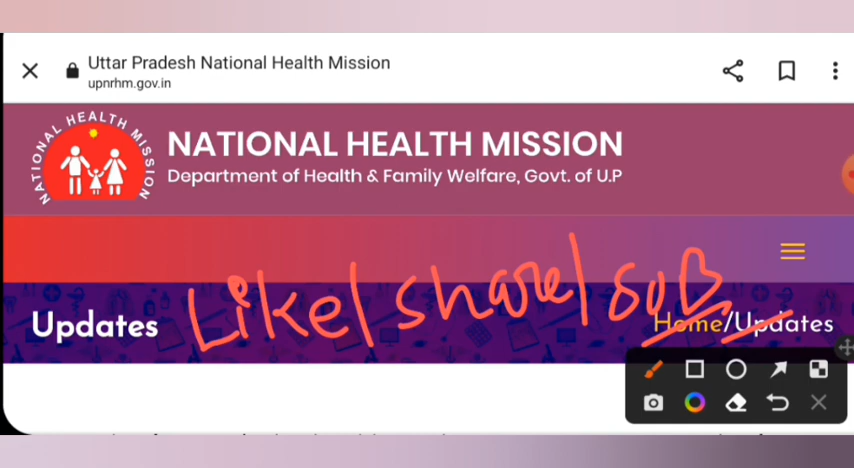 Uttar Pradesh National Health Mission
upnrhm.gov.in
NATIONAL HEALTH MISSION
NATIONAL HEALTH MISSION
Department of Health & Family Welfare, Govt. of U.P
Like/share/suB
Updates
Home/Updates